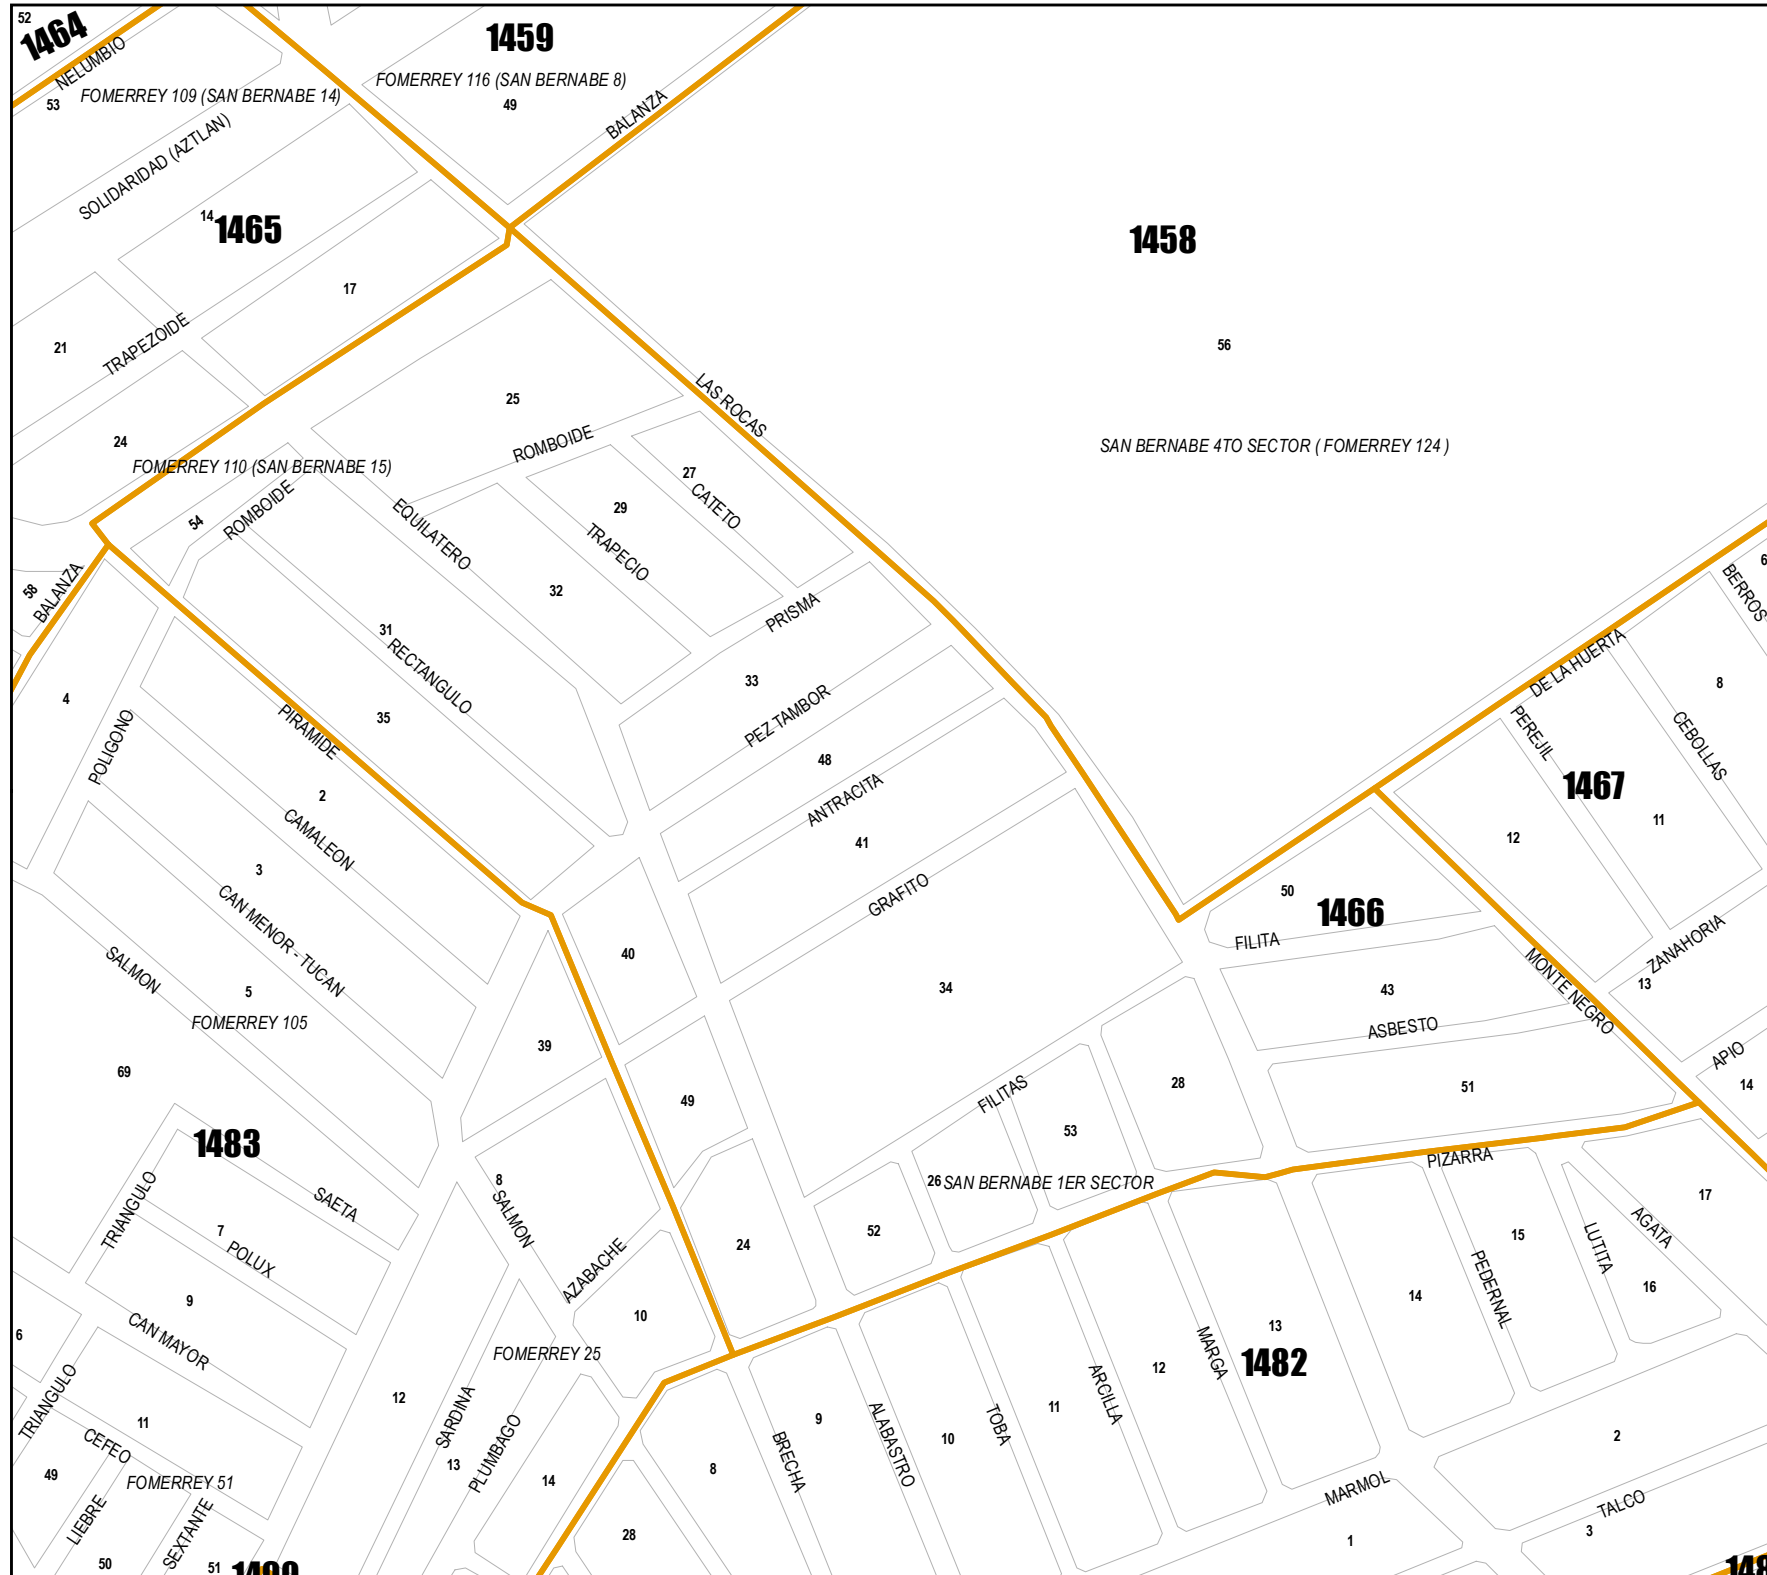 52
1464
1459
NELUMBIO
FOMERREY 116 (SAN BERNABE 8)
53
FOMERREY 109 (SAN BERNABE 14)
49
BALANZA
SOLIDARIDAD (AZTLAN)
14
1465
1458
17
21
TRAPEZOIDE
56
LAS ROCAS
25
24
ROMBOIDE
SAN BERNABE 4TO SECTOR ( FOMERREY 124 )
FOMERREY 110 (SAN BERNABE 15)
27
CATETO
29
54
ROMBOIDE
EQUILATERO
TRAPECIO
58
BALANZA
32
PRISMA
6
BERROS
31
RECTANGULO
33
DE LA HUERTA
4
8
35
PIRAMIDE
PEZ TAMBOR
PEREJIL
CEBOLLAS
POLIGONO
48
2
ANTRACITA
1467
CAMALEON
41
11
12
3
GRAFITO
50
1466
CAN MENOR - TUCAN
FILITA
40
ZANAHORIA
SALMON
34
43
MONTE NEGRO
13
5
FOMERREY 105
ASBESTO
39
69
APIO
FILITAS
28
51
14
49
53
1483
PIZARRA
8
26
SAN BERNABE 1ER SECTOR
TRIANGULO
SAETA
SALMON
17
7
POLUX
52
24
15
LUTITA
AGATA
AZABACHE
PEDERNAL
9
10
14
16
CAN MAYOR
6
13
FOMERREY 25
MARGA
1482
12
TRIANGULO
12
SARDINA
ARCILLA
11
11
9
ALABASTRO
TOBA
10
2
CEFEO
PLUMBAGO
BRECHA
49
FOMERREY 51
13
14
8
MARMOL
TALCO
LIEBRE
SEXTANTE
28
1
3
50
51